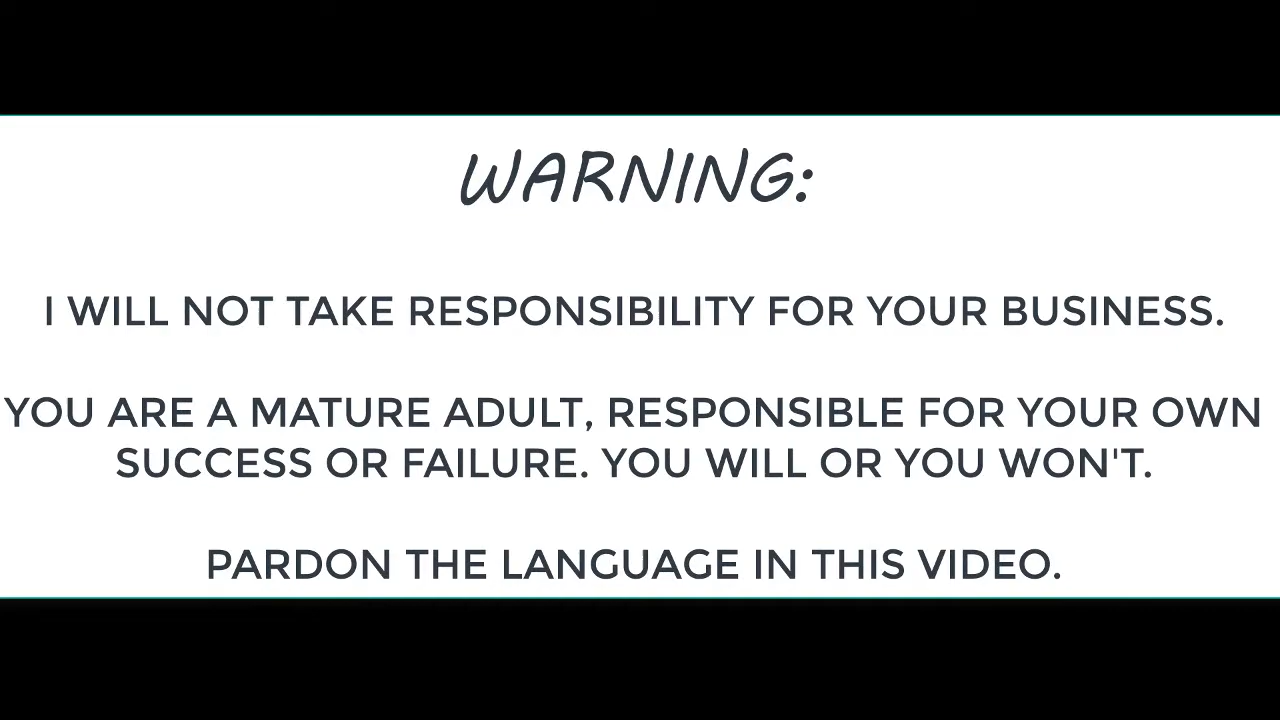 WARNING:
I WILL NOT TAKE RESPONSIBILITY FOR YOUR BUSINESS.
YOU ARE A MATURE ADULT, RESPONSIBLE FOR YOUR OWN
SUCCESS OR FAILURE. YOU WILL OR YOU WON'T.
PARDON THE LANGUAGE IN THIS VIDEO.